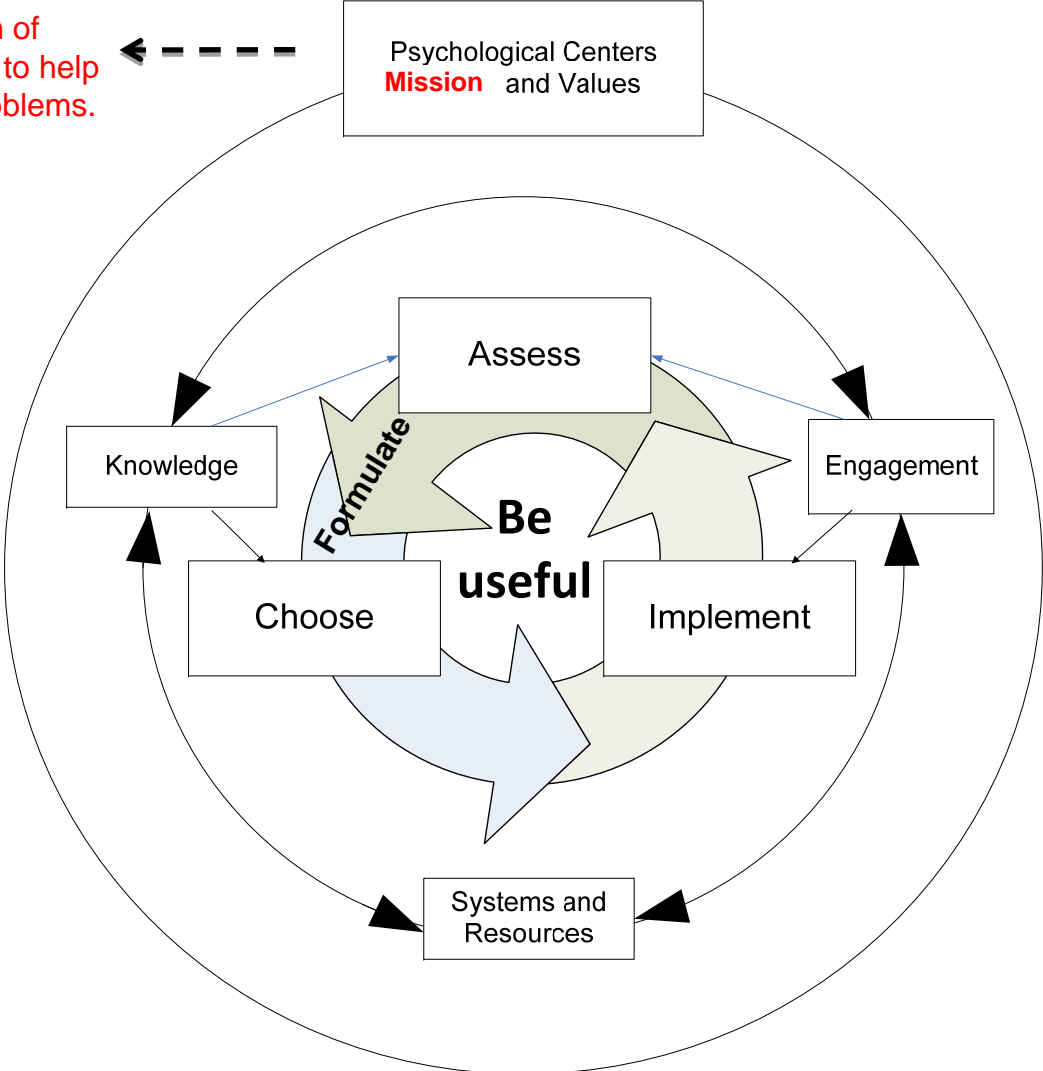 of
to help
Psychological Centers
Mission and Values
Assess
Formulate
Knowledge
Engagement
Be
useful
Choose
Implement
Systems and
Resources